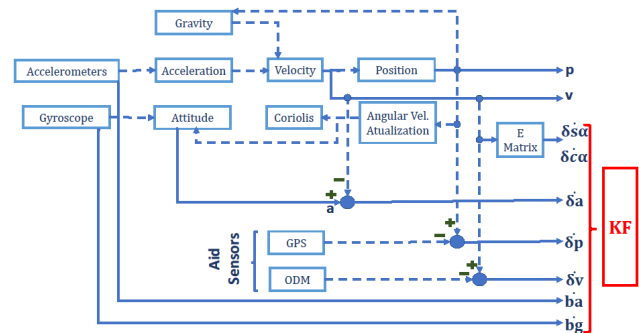 Gravity
Accelerometers
Acceleration
Velocity
Position
p
v
Gyroscope
Attitude
Coriolis
Angular Vel.
Atualization
E
Matrix
δṡα
δċα
KF
−
+
a
δȧ
Aid
Sensors
GPS
−
+
δṗ
ODM
−
+
δv̇
ḃa
ḃg